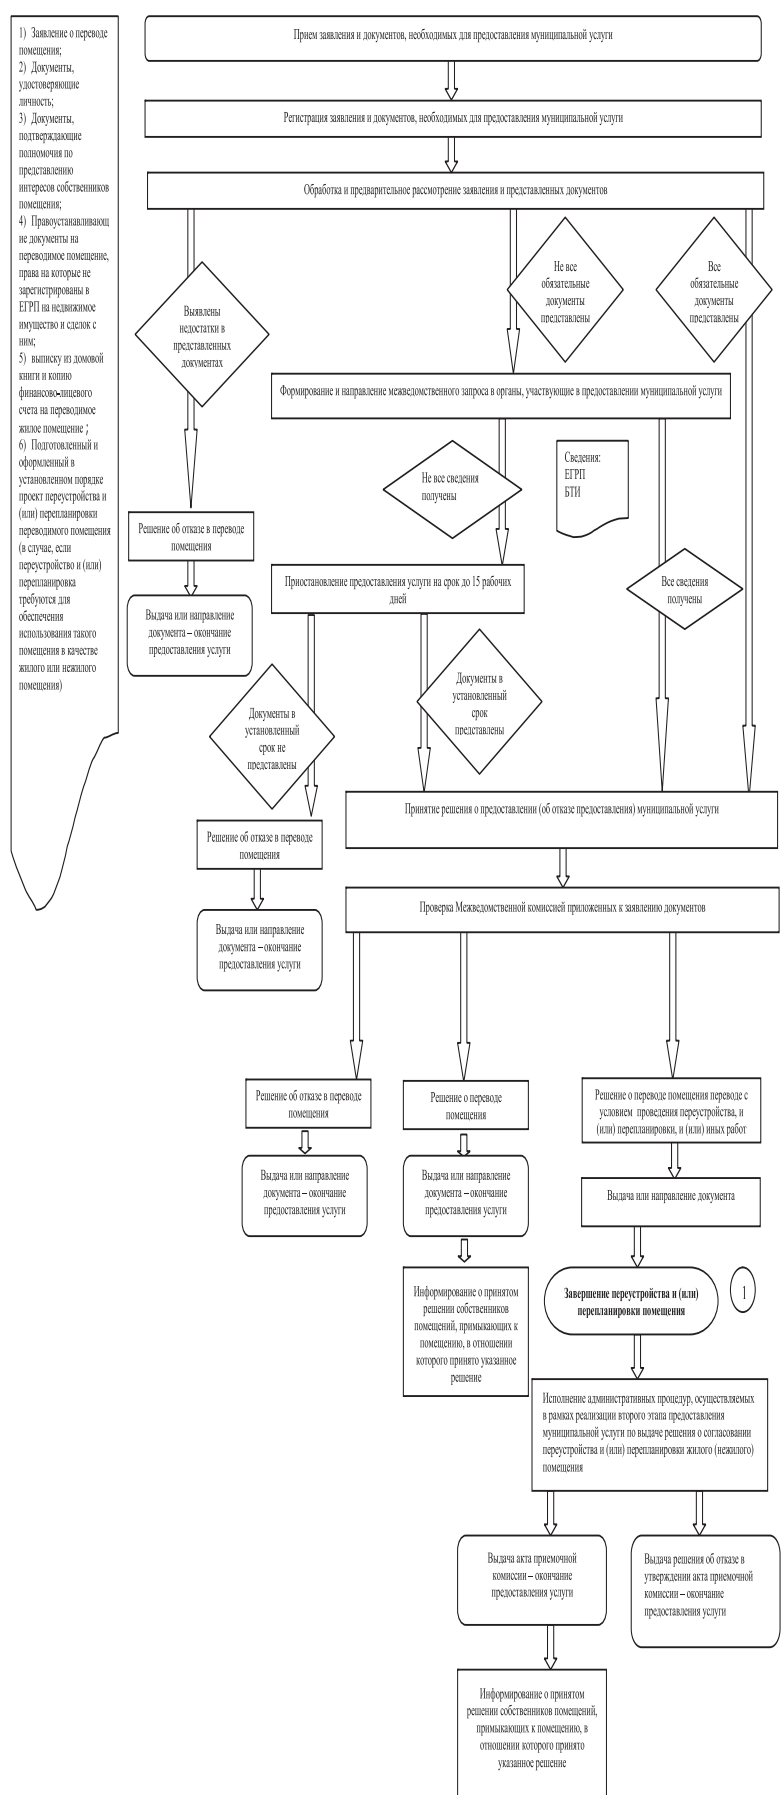 1) Заявление о переводе
помещения;
2) Документы,
удостоверяющие
личность;
3) Документы,
подтверждающие
полномочия по
представлению
интересов собственников
помещения;
4) Правоустанавливающ
ие документы на
переводимое помещение,
права на которые не
зарегистрированы в
ЕГРП на недвижимое
имущество и сделок с
ним;
5) выписку из домовой
книги и копию
финансово-лицевого
счета на переводимое
жилое помещение ;
6) Подготовленный и
оформленный в
установленном порядке
проект переустройства и
(или) перепланировки
переводимого помещения
(в случае, если
переустройство и (или)
перепланировка
требуются для
обеспечения
использования такого
помещения в качестве
жилого или нежилого
помещения)
Прием заявления и документов, необходимых для предоставления муниципальной услуги
Регистрация заявления и документов, необходимых для предоставления муниципальной услуги
Обработка и предварительное рассмотрение заявления и представленных документов
Выявлены
недостатки в
представленных
документах
Не все
обязательные
документы
представлены
Все
обязательные
документы
представлены
Формирование и направление межведомственного запроса в органы, участвующие в предоставлении муниципальной услуги
Не все сведения
получены
Сведения:
ЕГРП
БТИ
Решение об отказе в переводе
помещения
Выдача или направление
документа – окончание
предоставления услуги
Приостановление предоставления услуги на срок до 15 рабочих
дней
Все сведения
получены
Документы в
установленный
срок не
представлены
Документы в
установленный
срок
представлены
Принятие решения о предоставлении (об отказе предоставления) муниципальной услуги
Решение об отказе в переводе
помещения
Выдача или направление
документа – окончание
предоставления услуги
Проверка Межведомственной комиссией приложенных к заявлению документов
Решение об отказе в переводе
помещения
Выдача или направление
документа – окончание
предоставления услуги
Решение о переводе
помещения
Выдача или направление
документа – окончание
предоставления услуги
Информирование о принятом
решении собственников
помещений, примыкающих к
помещению, в отношении
которого принято указанное
решение
Решение о переводе помещения переводе с
условием проведения переустройства, и
(или) перепланировки, и (или) иных работ
Выдача или направление документа
Завершение переустройства и (или)
перепланировки помещения
1
Исполнение административных процедур, осуществляемых
в рамках реализации второго этапа предоставления
муниципальной услуги по выдаче решения о согласовании
переустройства и (или) перепланировки жилого (нежилого)
помещения
Выдача акта приемочной
комиссии – окончание
предоставления услуги
Выдача решения об отказе в
утверждении акта приемочной
комиссии – окончание
предоставления услуги
Информирование о принятом
решении собственников помещений,
примыкающих к помещению, в
отношении которого принято
указанное решение